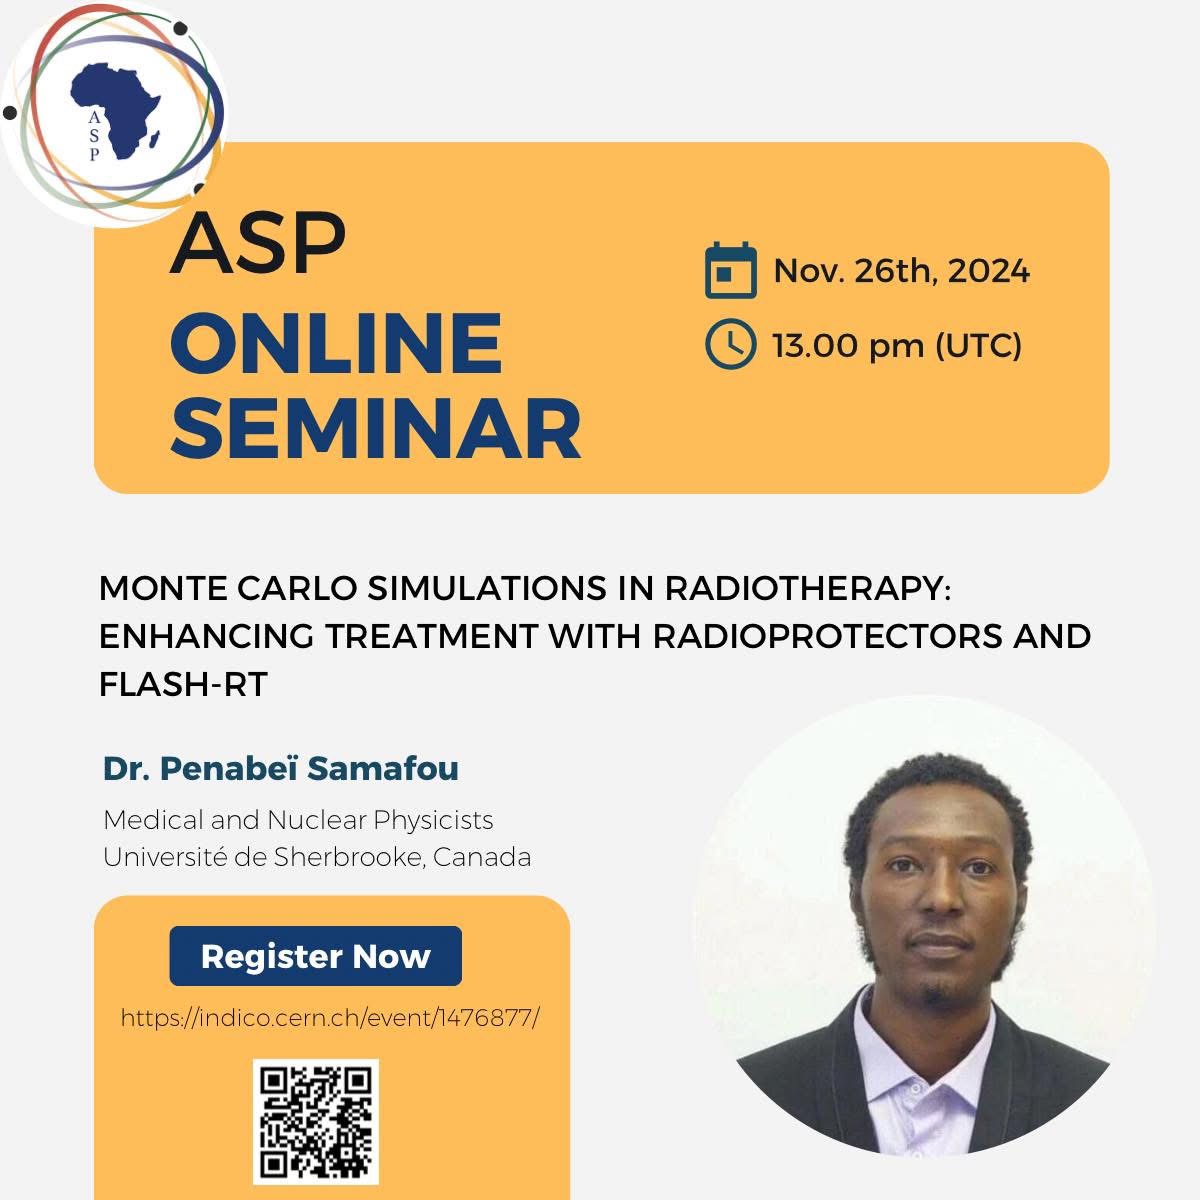 A
S
P
ASP
ONLINE
SEMINAR
Nov. 26th, 2024
13.00 pm (UTC)
MONTE CARLO SIMULATIONS IN RADIOTHERAPY:
ENHANCING TREATMENT WITH RADIOPROTECTORS AND
FLASH-RT
Dr. Penabeï Samafou
Medical and Nuclear Physicists
Université de Sherbrooke, Canada
Register Now
https://indico.cern.ch/event/1476877/